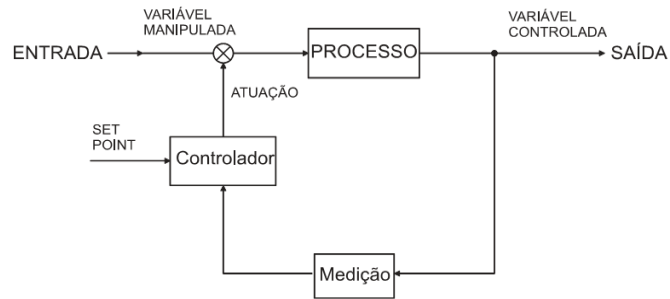 VARIÁVEL
MANIPULADA
VARIÁVEL
CONTROLADA
ENTRADA
PROCESSO
SAÍDA
ATUAÇÃO
SET
POINT
Controlador
Medição